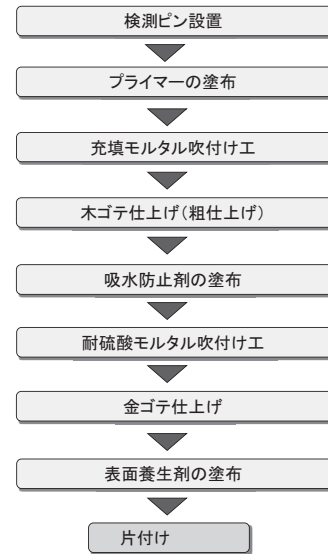 検測ピン設置
プライマーの塗布
充填モルタル吹付け工
木ゴテ仕上げ(粗仕上げ)
吸水防止剤の塗布
耐硫酸モルタル吹付け工
金ゴテ仕上げ
表面養生剤の塗布
片付け